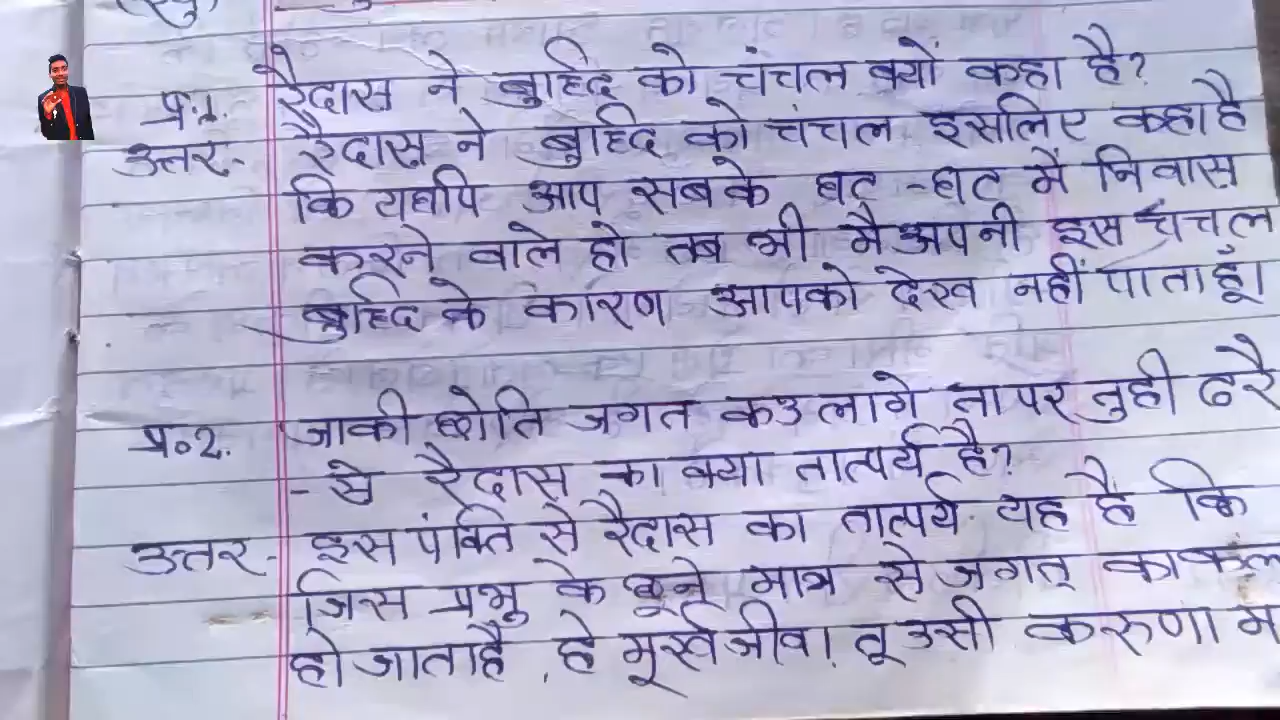 प्र.1. रैदास ने बुद्धि को चंचल क्यों कहा है?
उत्तर- रैदास ने बुद्धि को चंचल इसलिए कहा है
कि यद्यपि आप सबके घट-घट में निवास
करने वाले हो तब भी मै अपनी इस चंचल
बुद्धि के कारण आपको देख नहीं पाता हूँ।
प्र०2. जाकी छोति जगत कउ लागे ता पर तुही ढरै
- से रैदास का क्या तात्पर्य है?
उत्तर- इस पंक्ति से रैदास का तात्पर्य यह है कि
जिस प्रभु के छूने मात्र से जगत् का कल
हो जाता है, हे मूर्ख जीव! तू उसी करुणा म